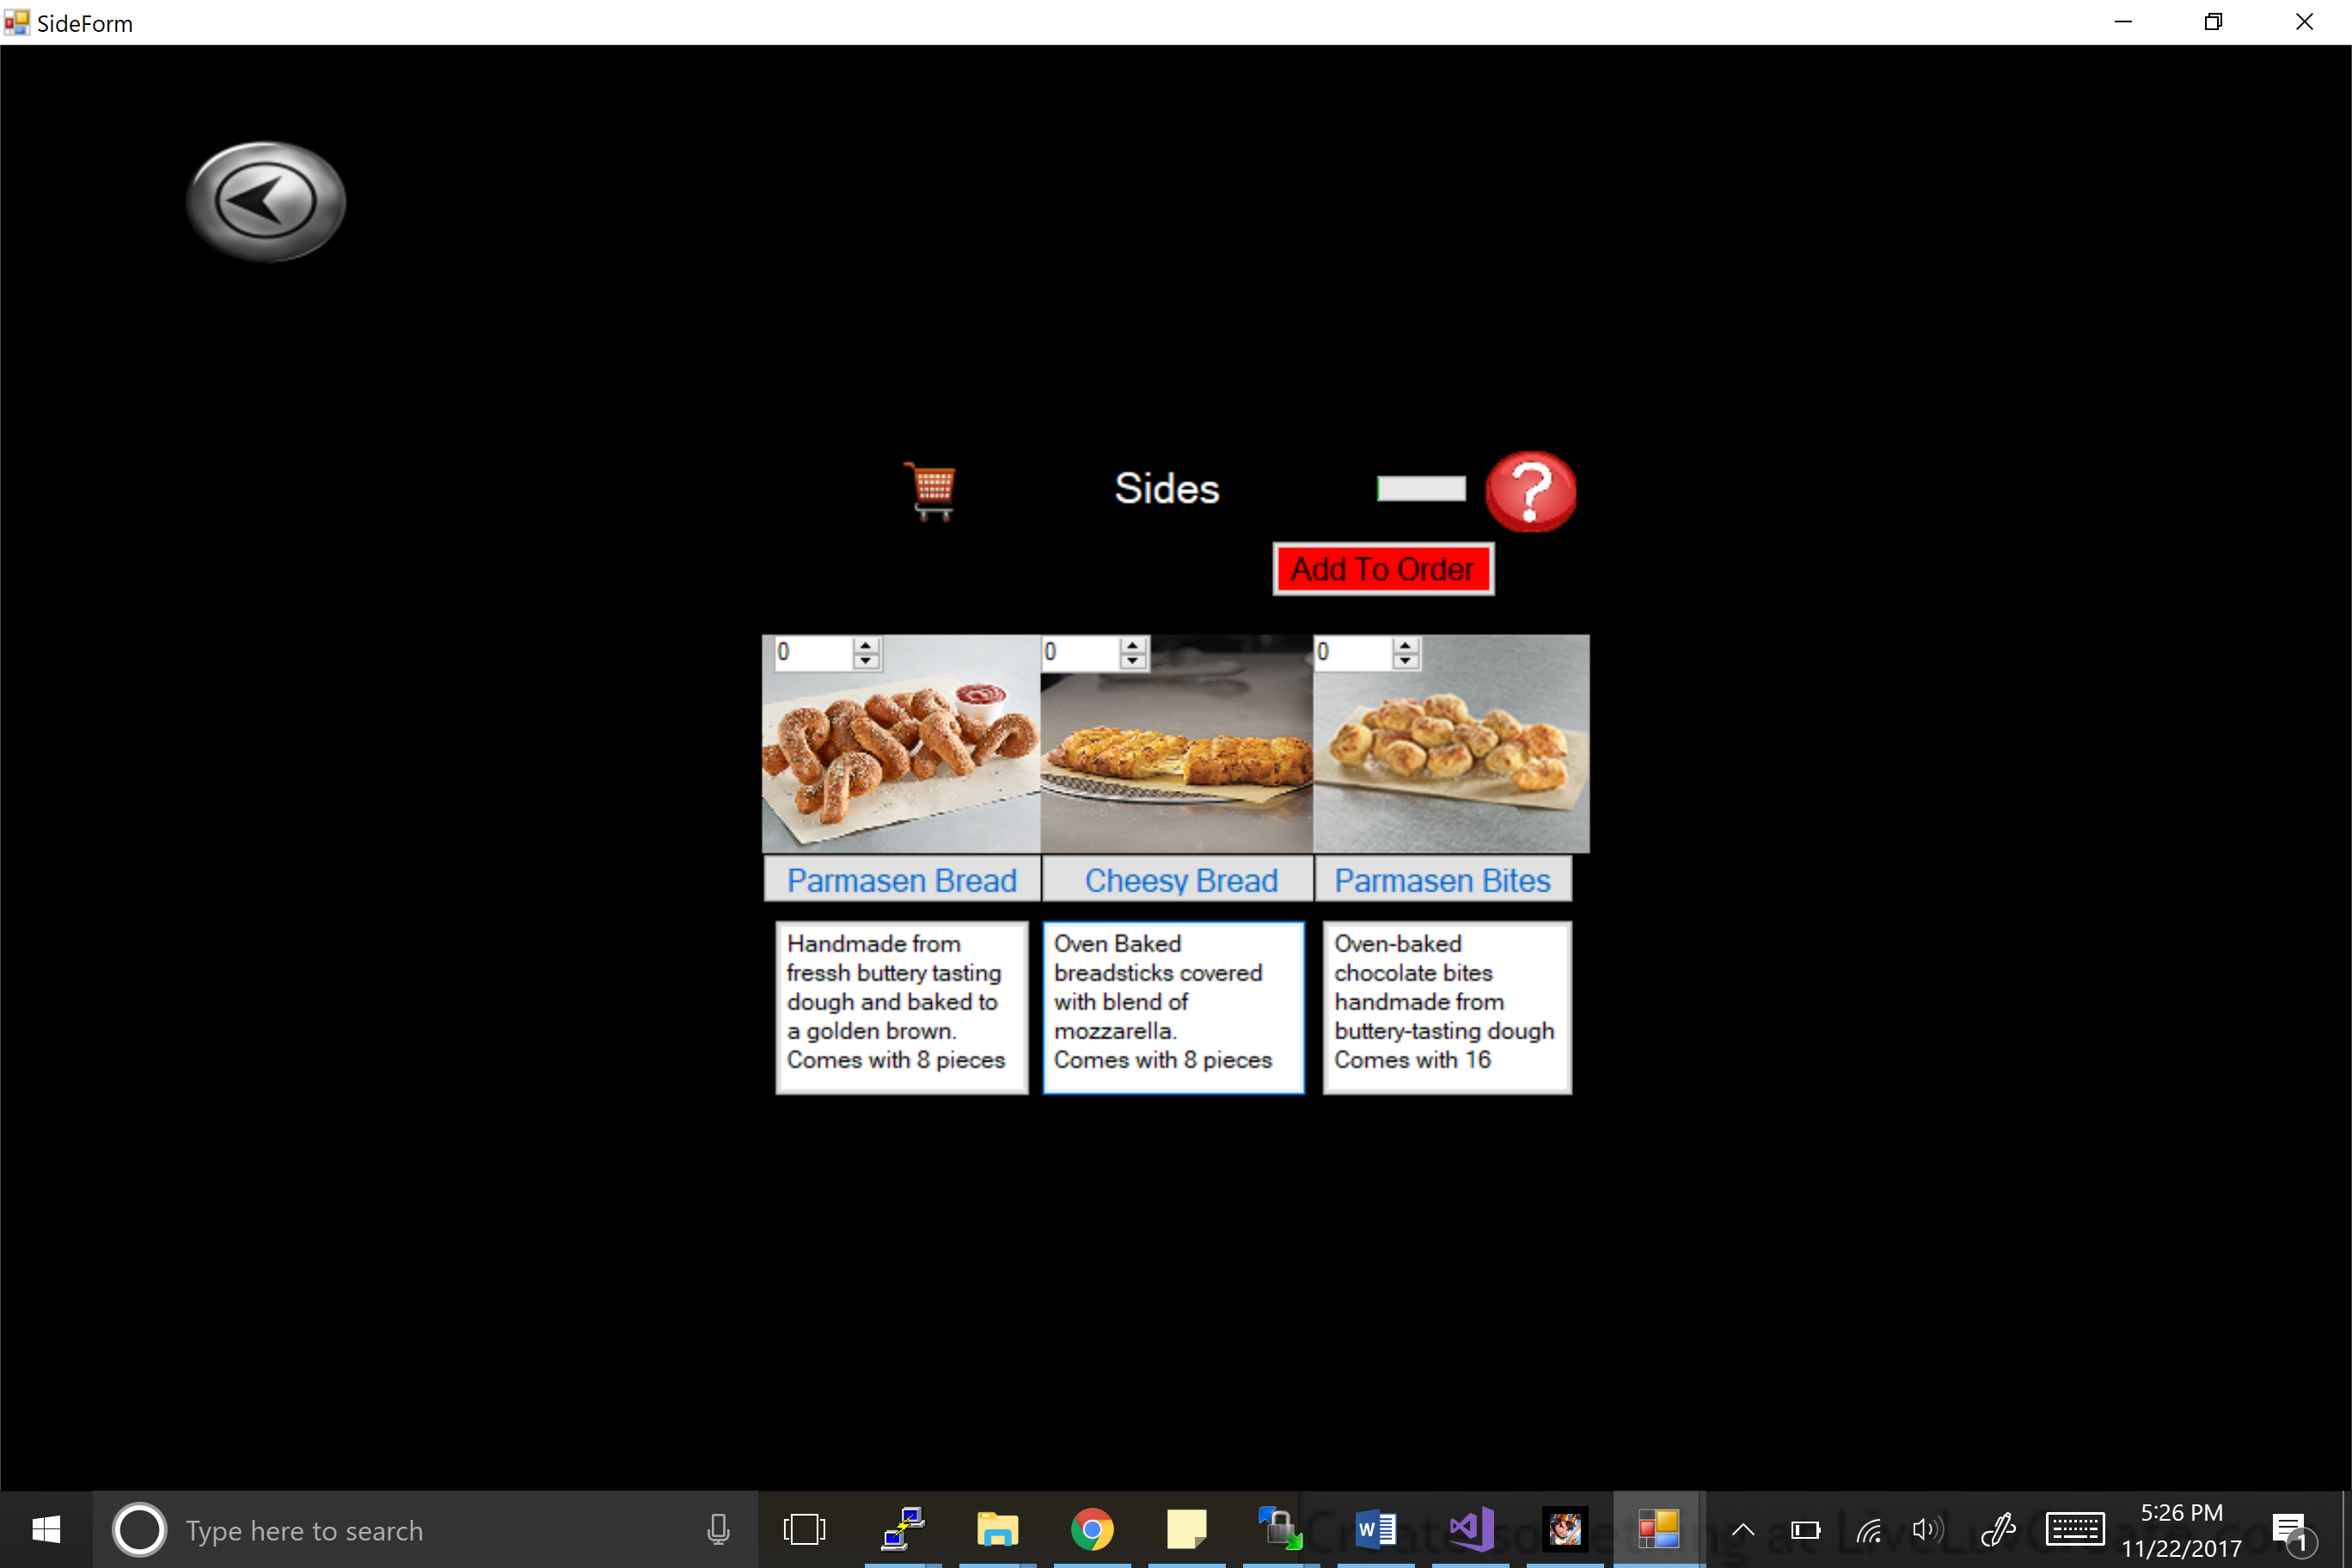 SideForm
Sides
Add To Order
0
0
0
Parmasen Bread
Cheesy Bread
Parmasen Bites
Handmade from
fressh buttery tasting
dough and baked to
a golden brown.
Comes with 8 pieces
Oven Baked
breadsticks covered
with blend of
mozzarella.
Comes with 8 pieces
Oven-baked
chocolate bites
handmade from
buttery-tasting dough
Comes with 16
Type here to search
5:26 PM
11/22/2017
1